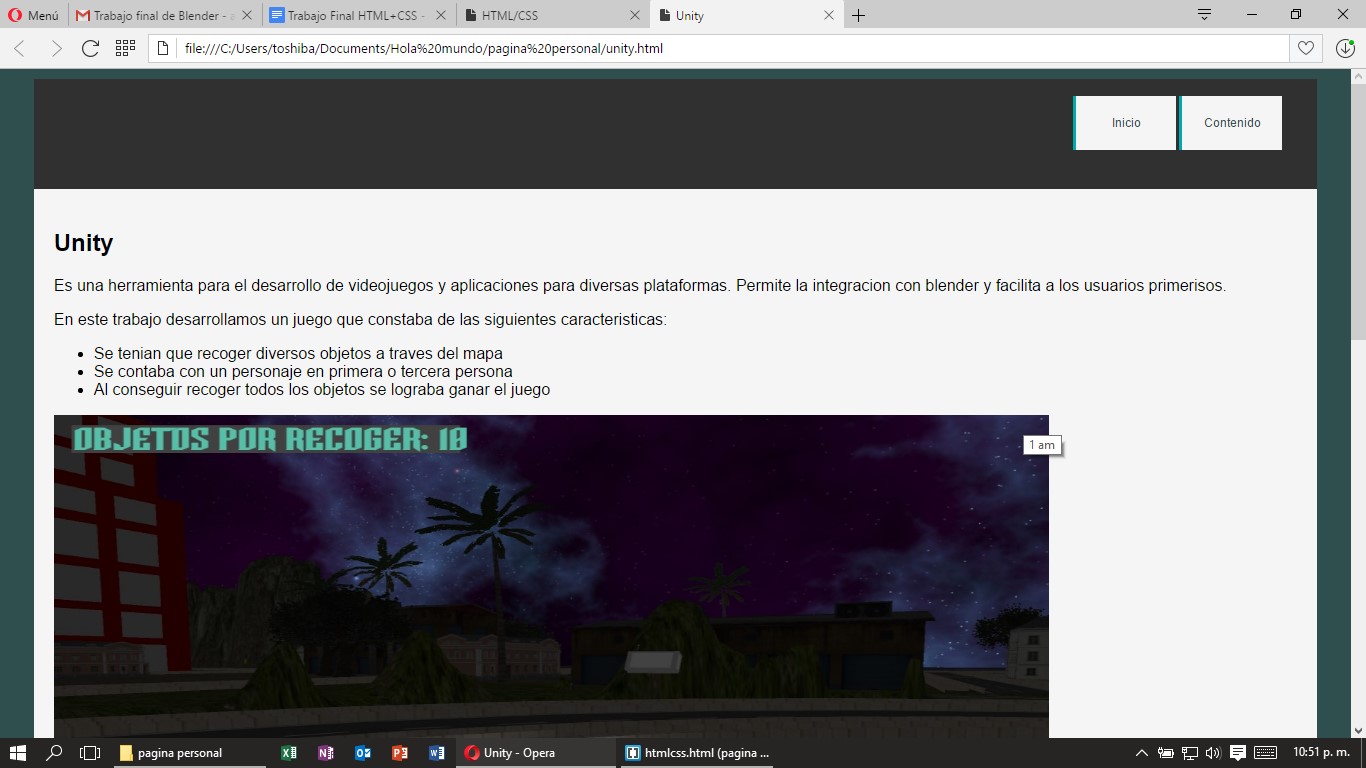 Menú
Trabajo final de Blender - a
Trabajo Final HTML+CSS -
HTML/CSS
Unity
file:///C:/Users/toshiba/Documents/Hola%20mundo/pagina%20personal/unity.html
Inicio
Contenido
Unity
Es una herramienta para el desarrollo de videojuegos y aplicaciones para diversas plataformas. Permite la integracion con blender y facilita a los usuarios primerisos.
En este trabajo desarrollamos un juego que constaba de las siguientes caracteristicas:
Se tenian que recoger diversos objetos a traves del mapa
Se contaba con un personaje en primera o tercera persona
Al conseguir recoger todos los objetos se lograba ganar el juego
OBJETOS POR RECOGER: 10
1 am
pagina personal
Unity - Opera
htmlcss.html (pagina ...
10:51 p. m.